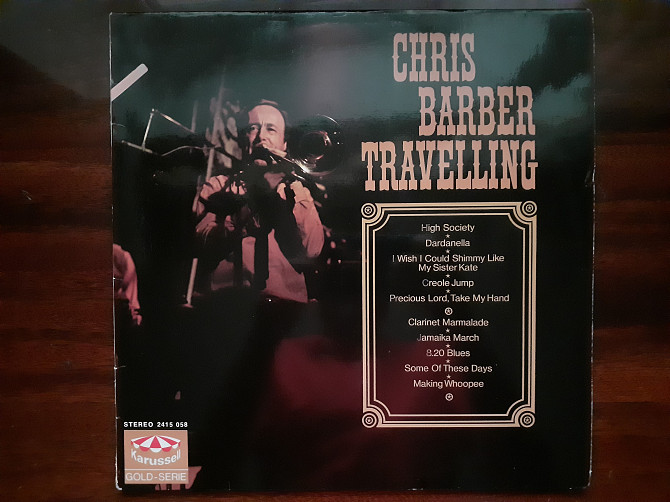 CHRIS
BARBER
TRAVELLING
High Society
Dardanella
I Wish I Could Shimmy Like
My Sister Kate
Creole Jump
Precious Lord, Take My Hand
Clarinet Marmalade
Jamaika March
8.20 Blues
Some Of These Days
Making Whoopee
STEREO 2415 058
Karussell
GOLD-SERIE